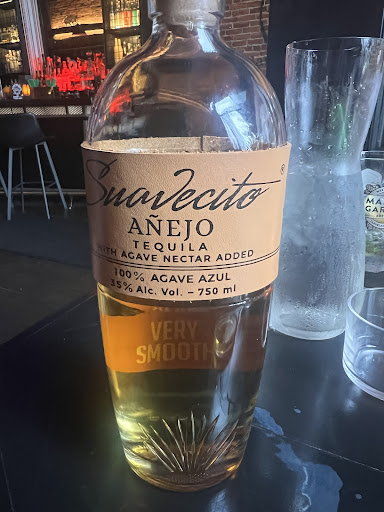 Suavecito
®
AÑEJO
TEQUILA
WITH AGAVE NECTAR ADDED
100% AGAVE AZUL
35% Alc. Vol. – 750 ml
VERY
SMOOTH